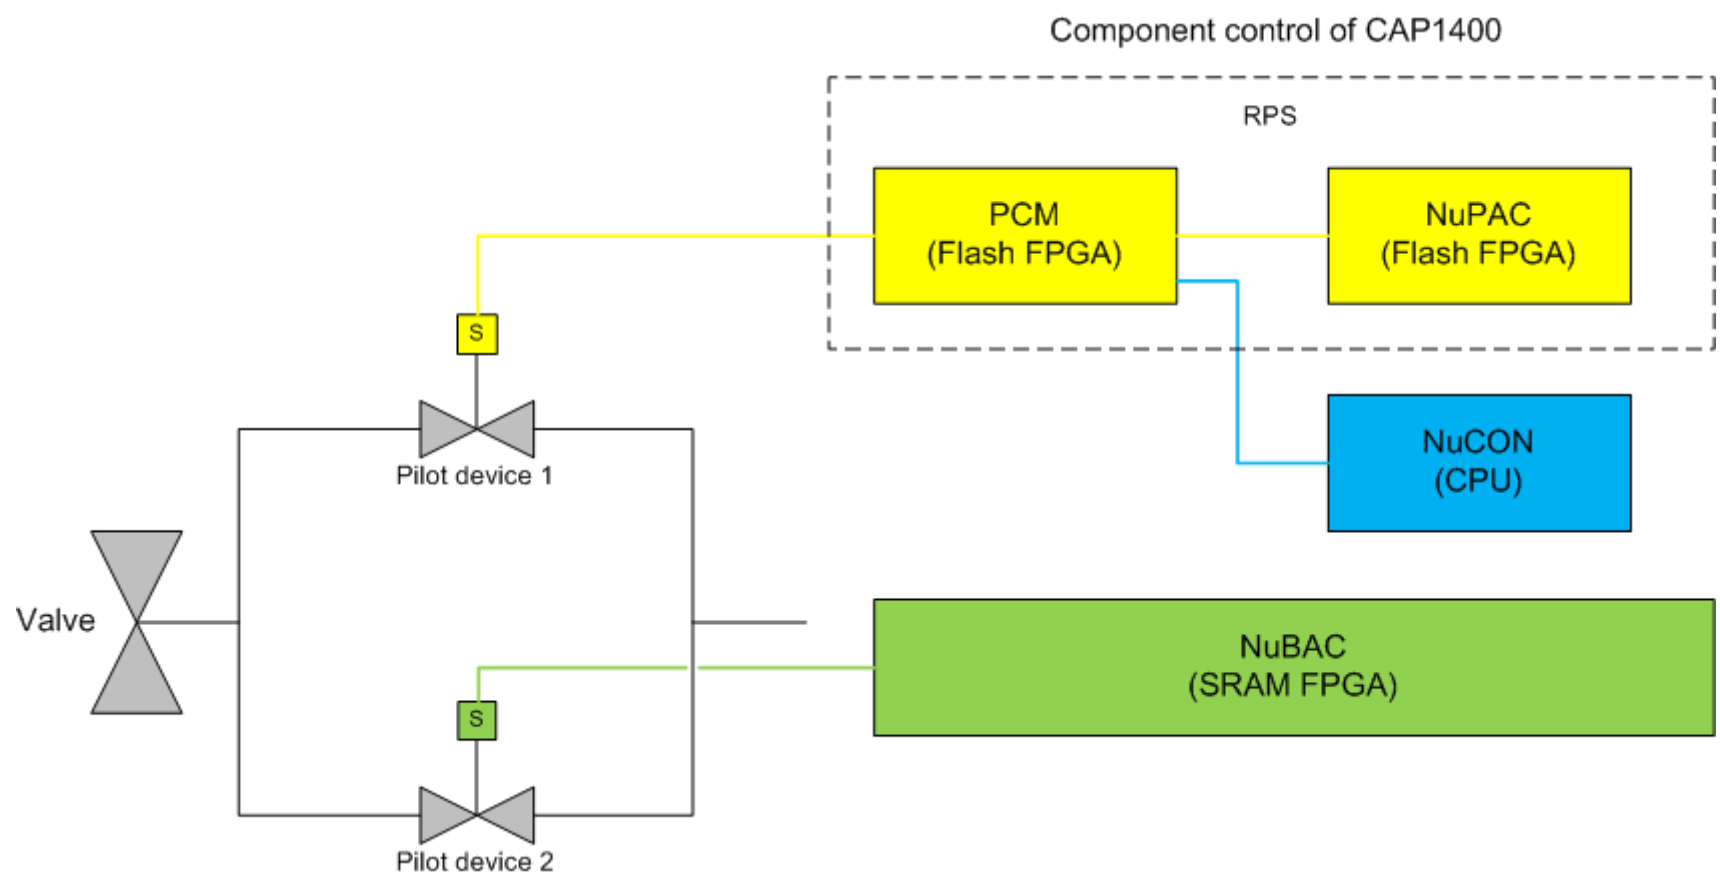 Component control of CAP1400
RPS
PCM
(Flash FPGA)
NuPAC
(Flash FPGA)
S
Pilot device 1
NuCON
(CPU)
Valve
NuBAC
(SRAM FPGA)
S
Pilot device 2